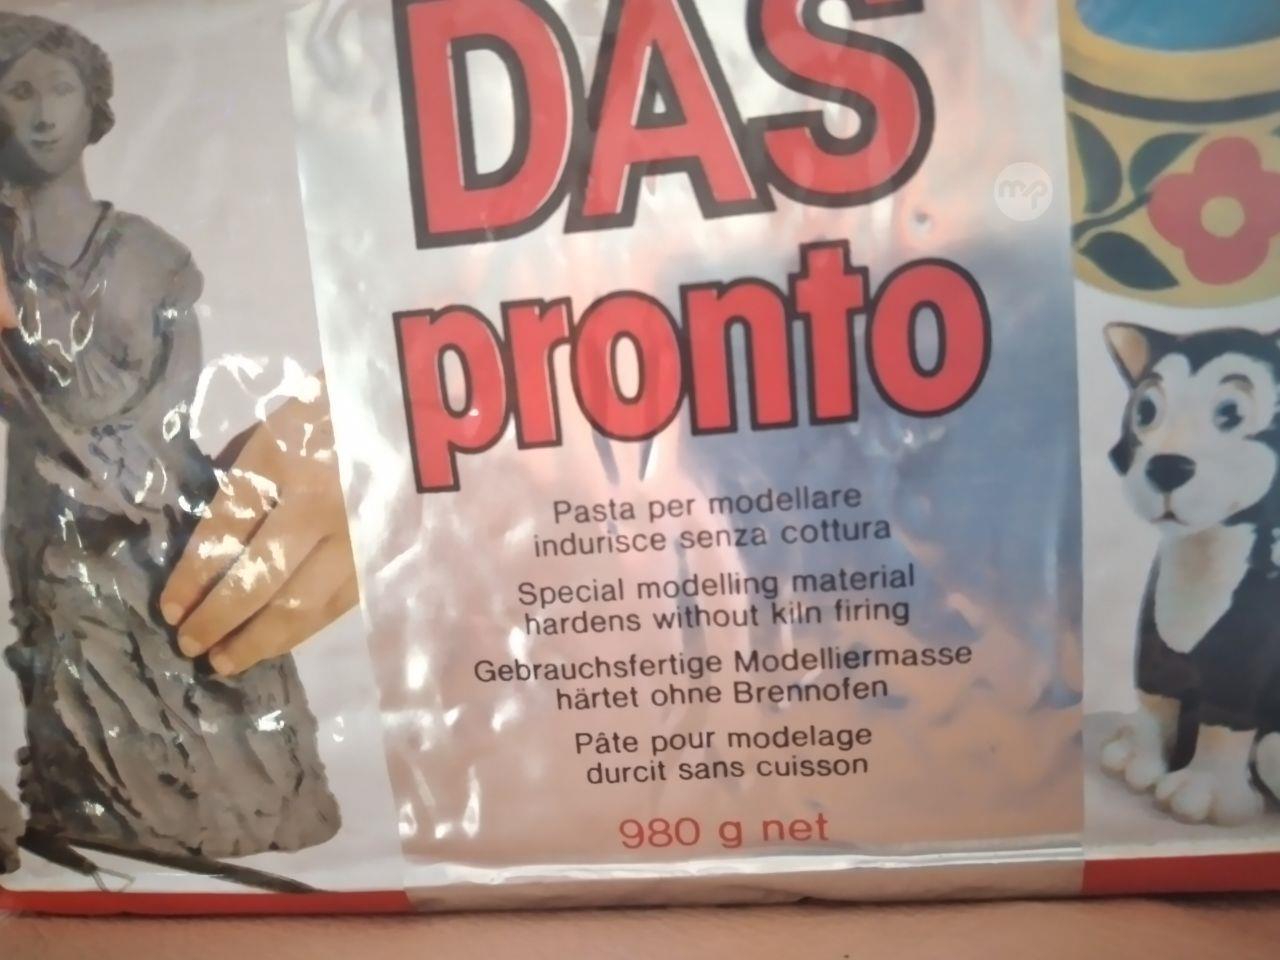 DAS
pronto
Pasta per modellare
indurisce senza cottura
Special modelling material
hardens without kiln firing
Gebrauchsfertige Modelliermasse
härtet ohne Brennofen
Pâte pour modelage
durcit sans cuisson
980 g net
mp